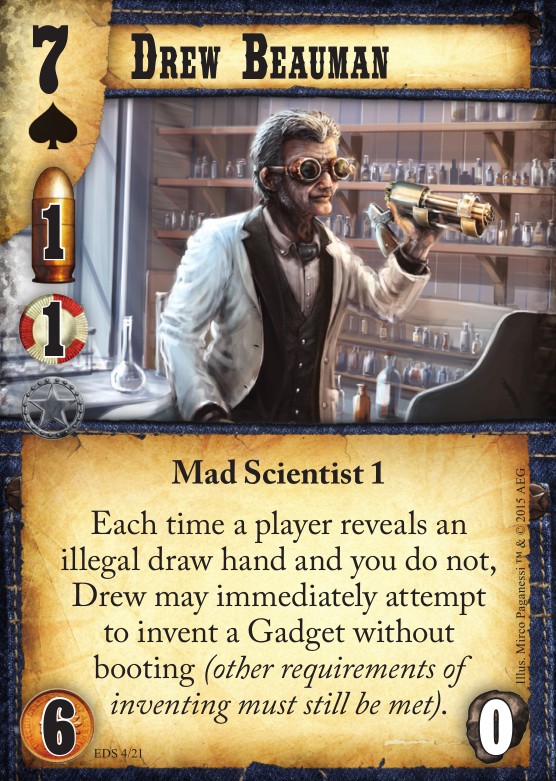 7
DREW BEAUMAN
1
1
Mad Scientist 1
Each time a player reveals an
illegal draw hand and you do not,
Drew may immediately attempt
to invent a Gadget without
booting (other requirements of
inventing must still be met).
6
EDS 4/21
0
Illus. Mirco Paganessi ™ & © 2015 AEG